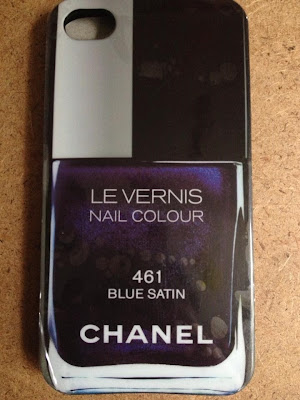 LE VERNIS
NAIL COLOUR
461
BLUE SATIN
CHANEL